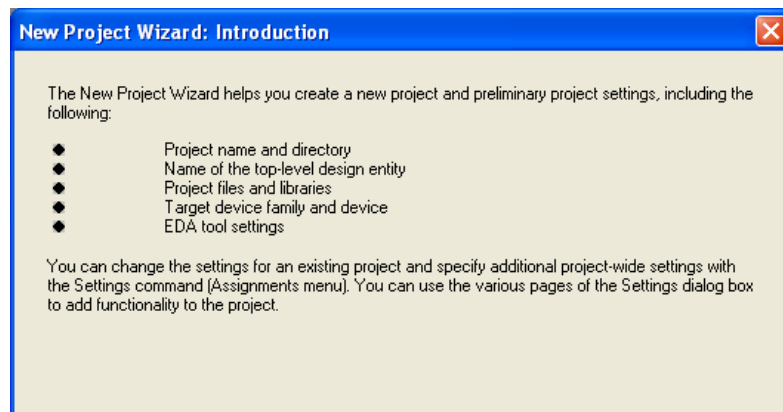 New Project Wizard: Introduction
The New Project Wizard helps you create a new project and preliminary project settings, including the
following:
Project name and directory
Name of the top-level design entity
Project files and libraries
Target device family and device
EDA tool settings
You can change the settings for an existing project and specify additional project-wide settings with
the Settings command (Assignments menu). You can use the various pages of the Settings dialog box
to add functionality to the project.